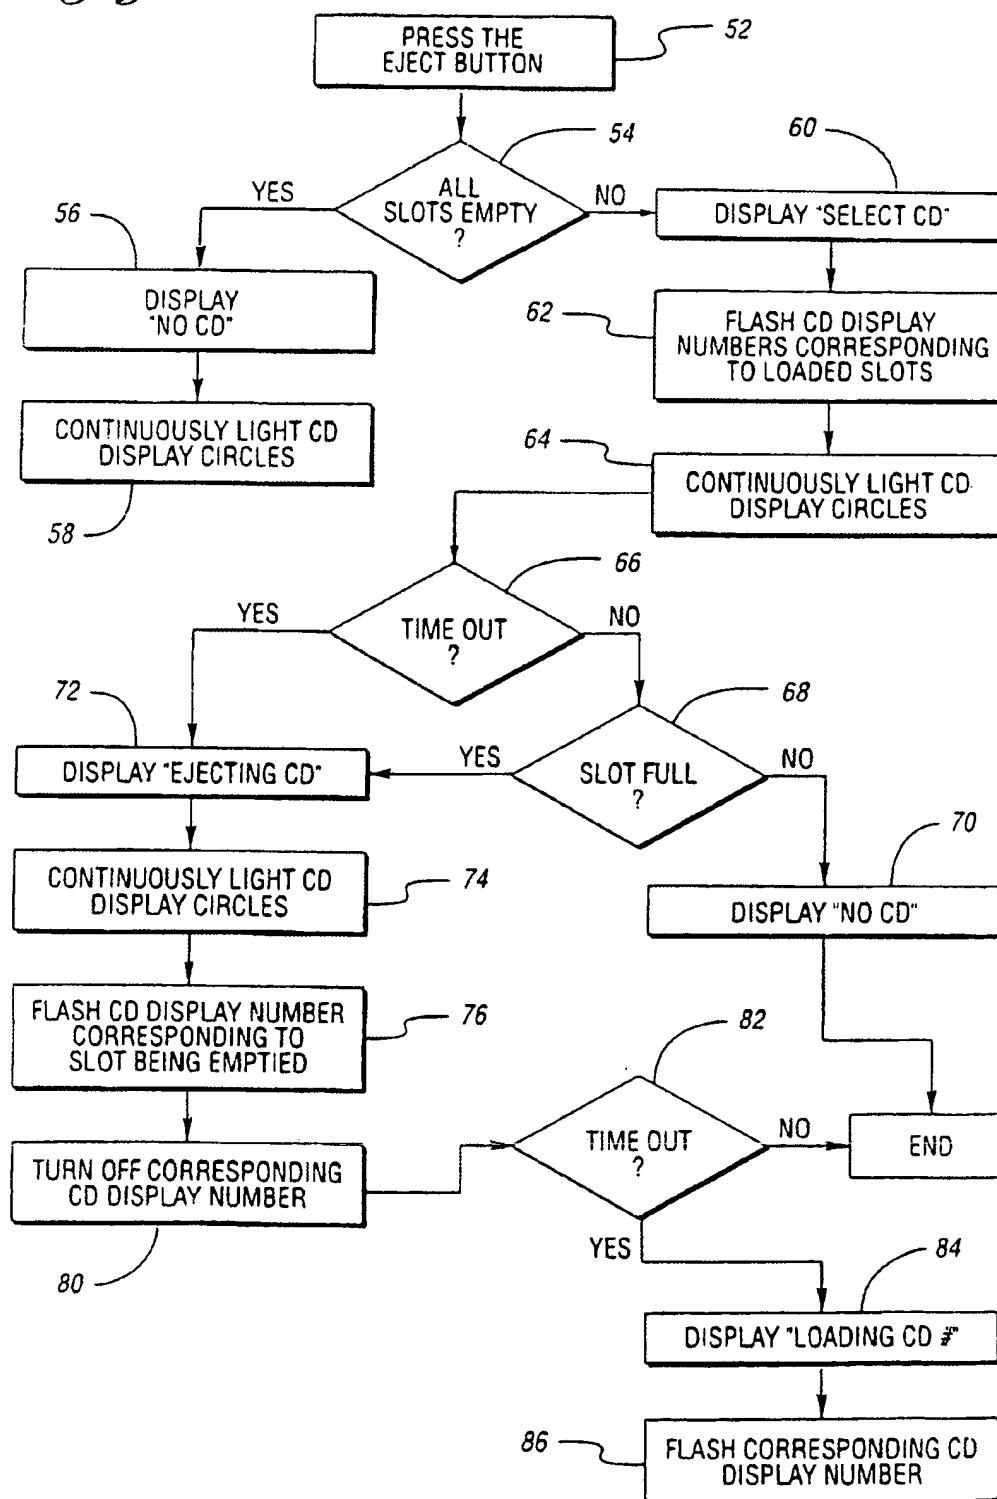 PRESS THE
EJECT BUTTON
52
54
ALL
SLOTS EMPTY
?
YES
NO
60
DISPLAY "SELECT CD"
56
DISPLAY
"NO CD"
62
FLASH CD DISPLAY
NUMBERS CORRESPONDING
TO LOADED SLOTS
CONTINUOUSLY LIGHT CD
DISPLAY CIRCLES
58
64
CONTINUOUSLY LIGHT CD
DISPLAY CIRCLES
66
TIME OUT
?
YES
NO
72
DISPLAY "EJECTING CD"
68
SLOT FULL
?
YES
NO
70
DISPLAY "NO CD"
CONTINUOUSLY LIGHT CD
DISPLAY CIRCLES
74
FLASH CD DISPLAY NUMBER
CORRESPONDING TO
SLOT BEING EMPTIED
76
82
TIME OUT
?
NO
END
TURN OFF CORRESPONDING
CD DISPLAY NUMBER
80
YES
84
DISPLAY "LOADING CD #"
86
FLASH CORRESPONDING CD
DISPLAY NUMBER